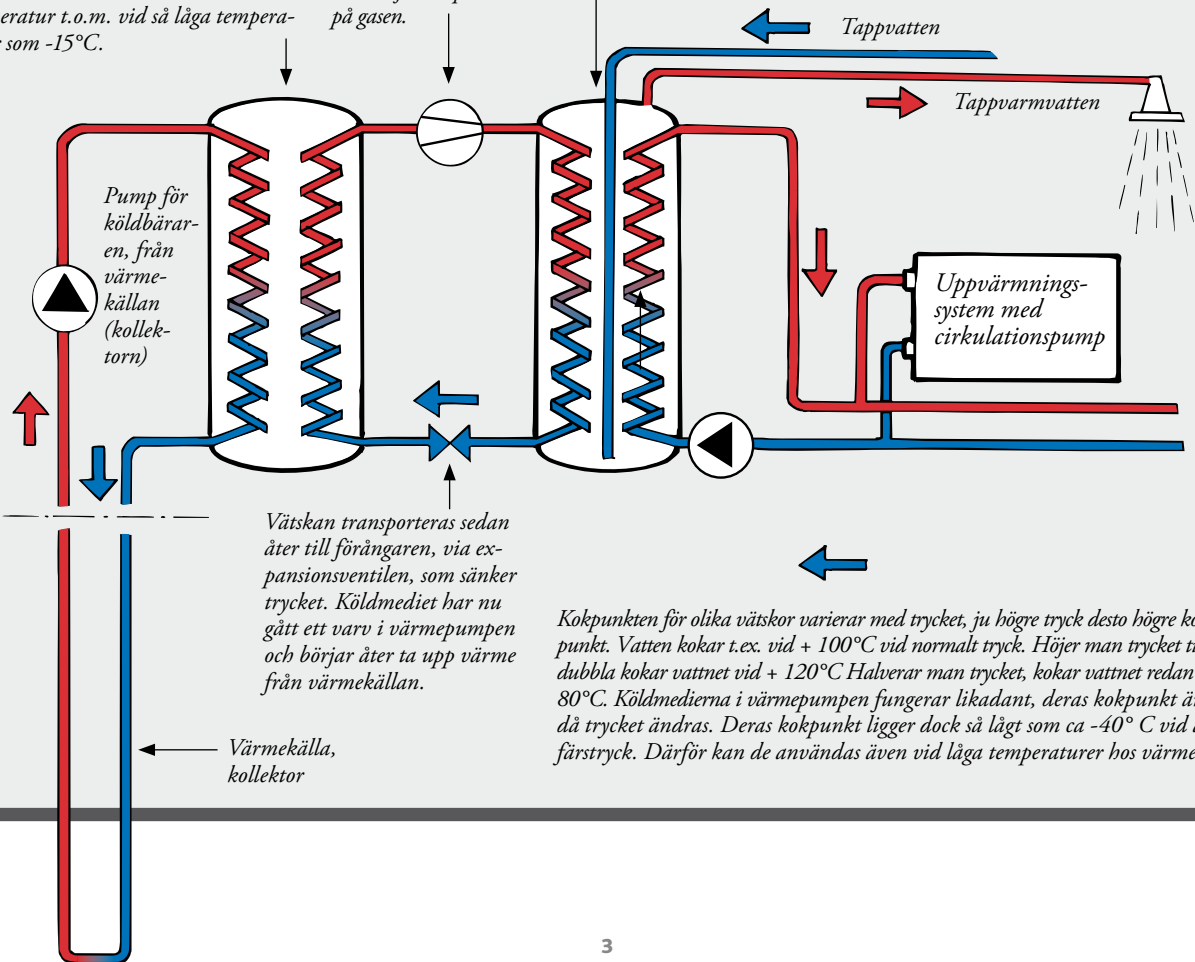 eratur t.o.m. vid så låga tempera-
som -15°C.
på gasen.
Tappvatten
Tappvarmvatten
Pump för
köldbärar-
en, från
värme-
källan
(kollek-
torn)
Uppvärmnings-
system med
cirkulationspump
Vätskan transporteras sedan
åter till förångaren, via ex-
pansionsventilen, som sänker
trycket. Köldmediet har nu
gått ett varv i värmepumpen
och börjar åter ta upp värme
från värmekällan.
Kokpunkten för olika vätskor varierar med trycket, ju högre tryck desto högre
punkt. Vatten kokar t.ex. vid + 100°C vid normalt tryck. Höjer man trycket
dubbla kokar vattnet vid + 120°C Halverar man trycket, kokar vattnet redan
80°C. Köldmedierna i värmepumpen fungerar likadant, deras kokpunkt
då trycket ändras. Deras kokpunkt ligger dock så lågt som ca -40° C vid
färstryck. Därför kan de användas även vid låga temperaturer hos värme
Värmekälla,
kollektor
3